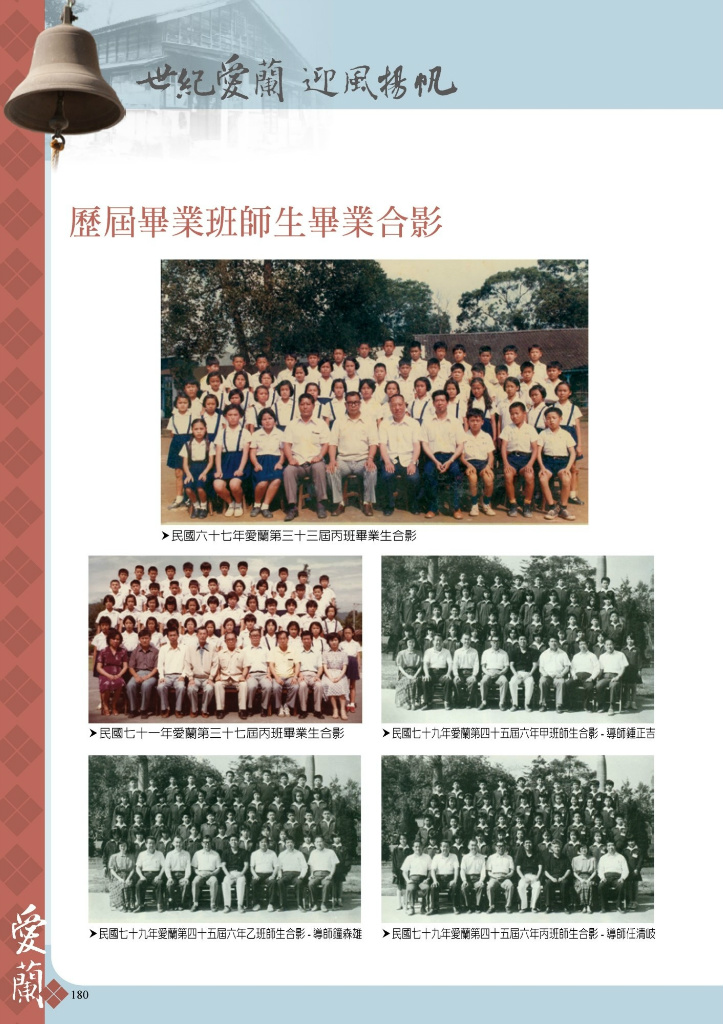 世紀愛蘭 迎風揚帆
歷屆畢業班師生畢業合影
民國六十七年愛蘭第三十三屆丙班畢業生合影
民國七十一年愛蘭第三十七屆丙班畢業生合影
民國七十九年愛蘭第四十五屆六年甲班師生合影 - 導師鍾正吉
民國七十九年愛蘭第四十五屆六年乙班師生合影 - 導師鐘森雄
民國七十九年愛蘭第四十五屆六年丙班師生合影 - 導師任清岐
愛蘭
180